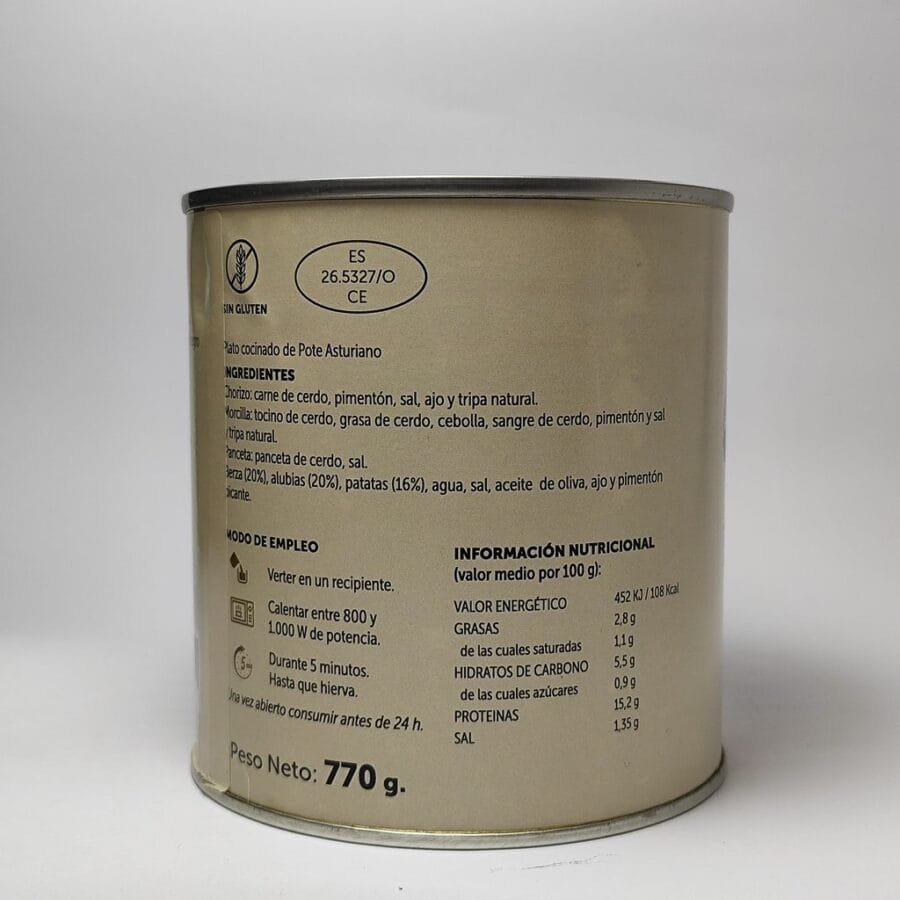 SIN GLUTEN
ES
26.5327/O
CE
Plato cocinado de Pote Asturiano
INGREDIENTES
Chorizo: carne de cerdo, pimentón, sal, ajo y tripa natural.
Morcilla: tocino de cerdo, grasa de cerdo, cebolla, sangre de cerdo, pimentón y sal
y tripa natural.
Panceta: panceta de cerdo, sal.
Berza (20%), alubias (20%), patatas (16%), agua, sal, aceite de oliva, ajo y pimentón
picante.
MODO DE EMPLEO
Verter en un recipiente.
Calentar entre 800 y
1.000 W de potencia.
5
Durante 5 minutos.
Hasta que hierva.
Una vez abierto consumir antes de 24 h.
Peso Neto: 770 g.
INFORMACIÓN NUTRICIONAL
(valor medio por 100 g):
VALOR ENERGÉTICO 452 KJ / 108 Kcal
GRASAS 2,8 g
de las cuales saturadas 1,1 g
HIDRATOS DE CARBONO 5,5 g
de las cuales azúcares 0,9 g
PROTEINAS 15,2 g
SAL 1,35 g